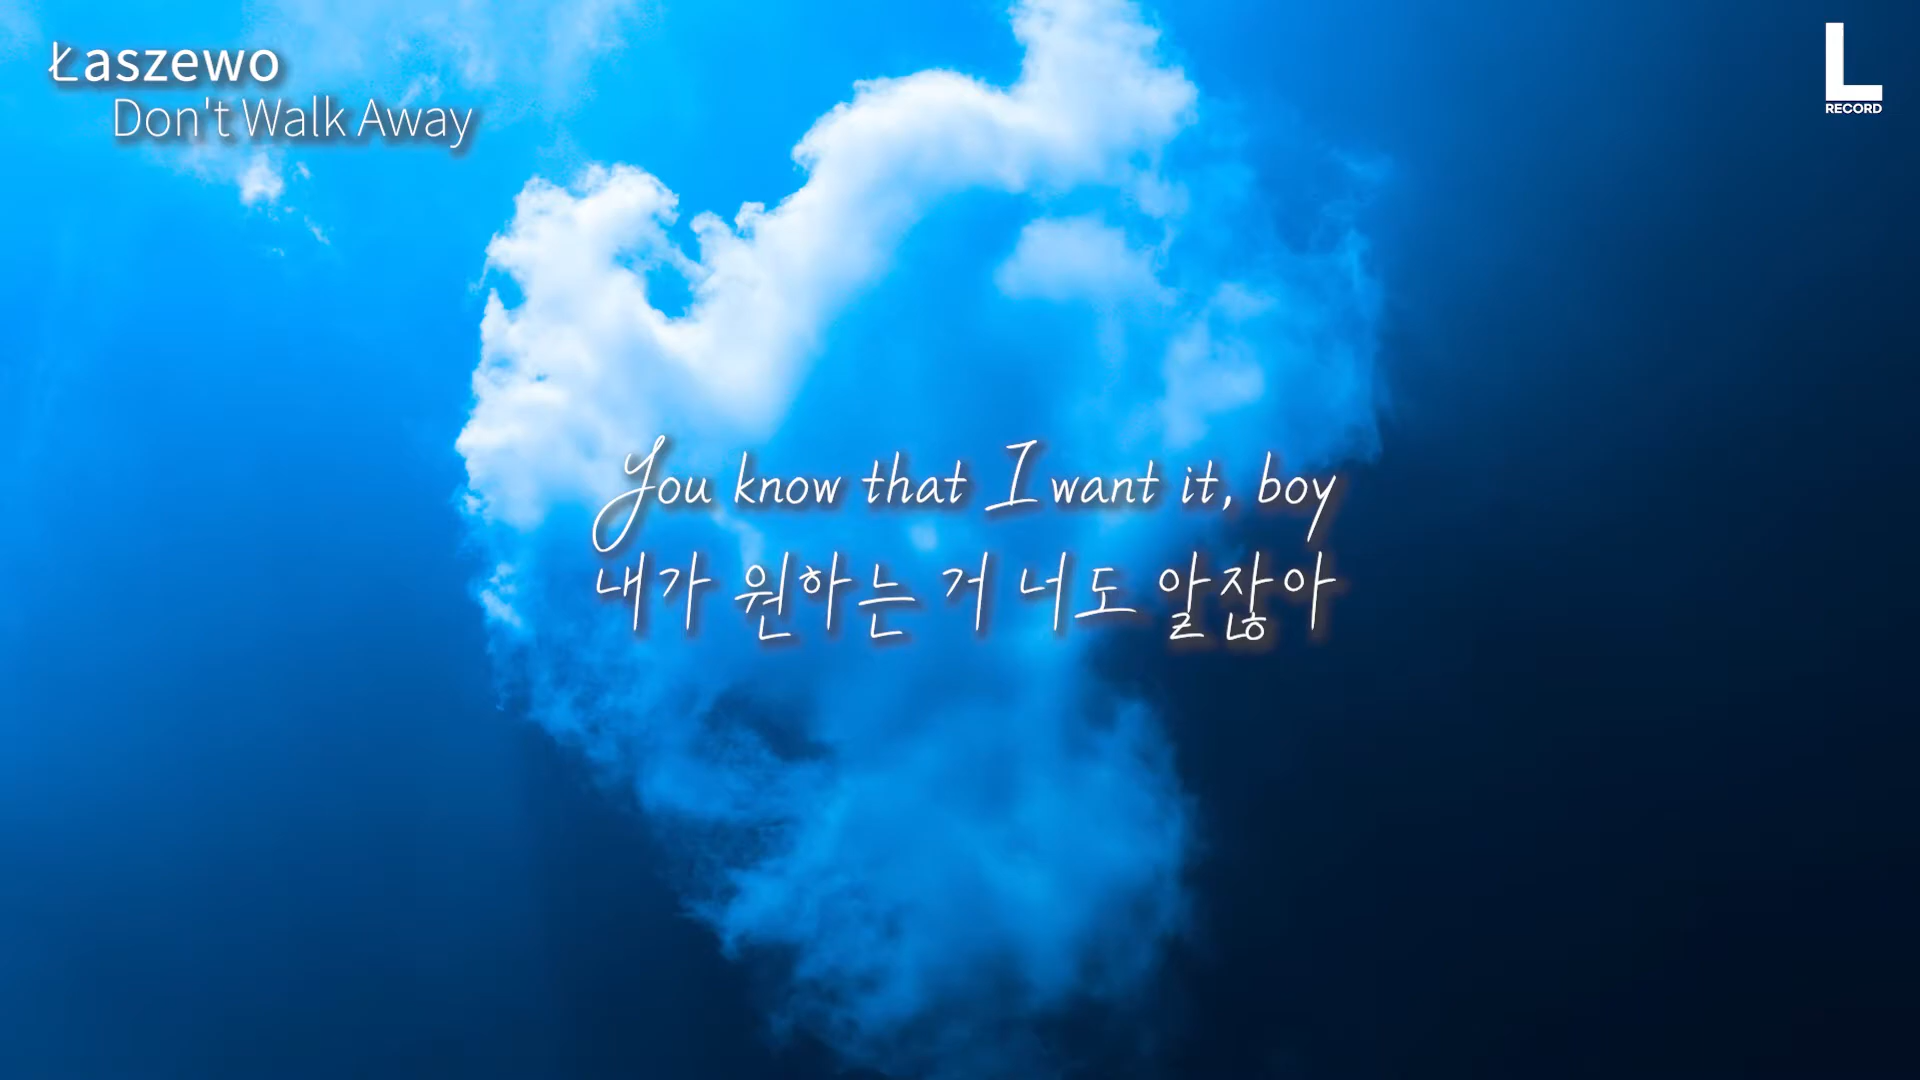 Łaszewo
Don't Walk Away
L
RECORD
You know that I want it, boy
내가 원하는 거 너도 알잖아